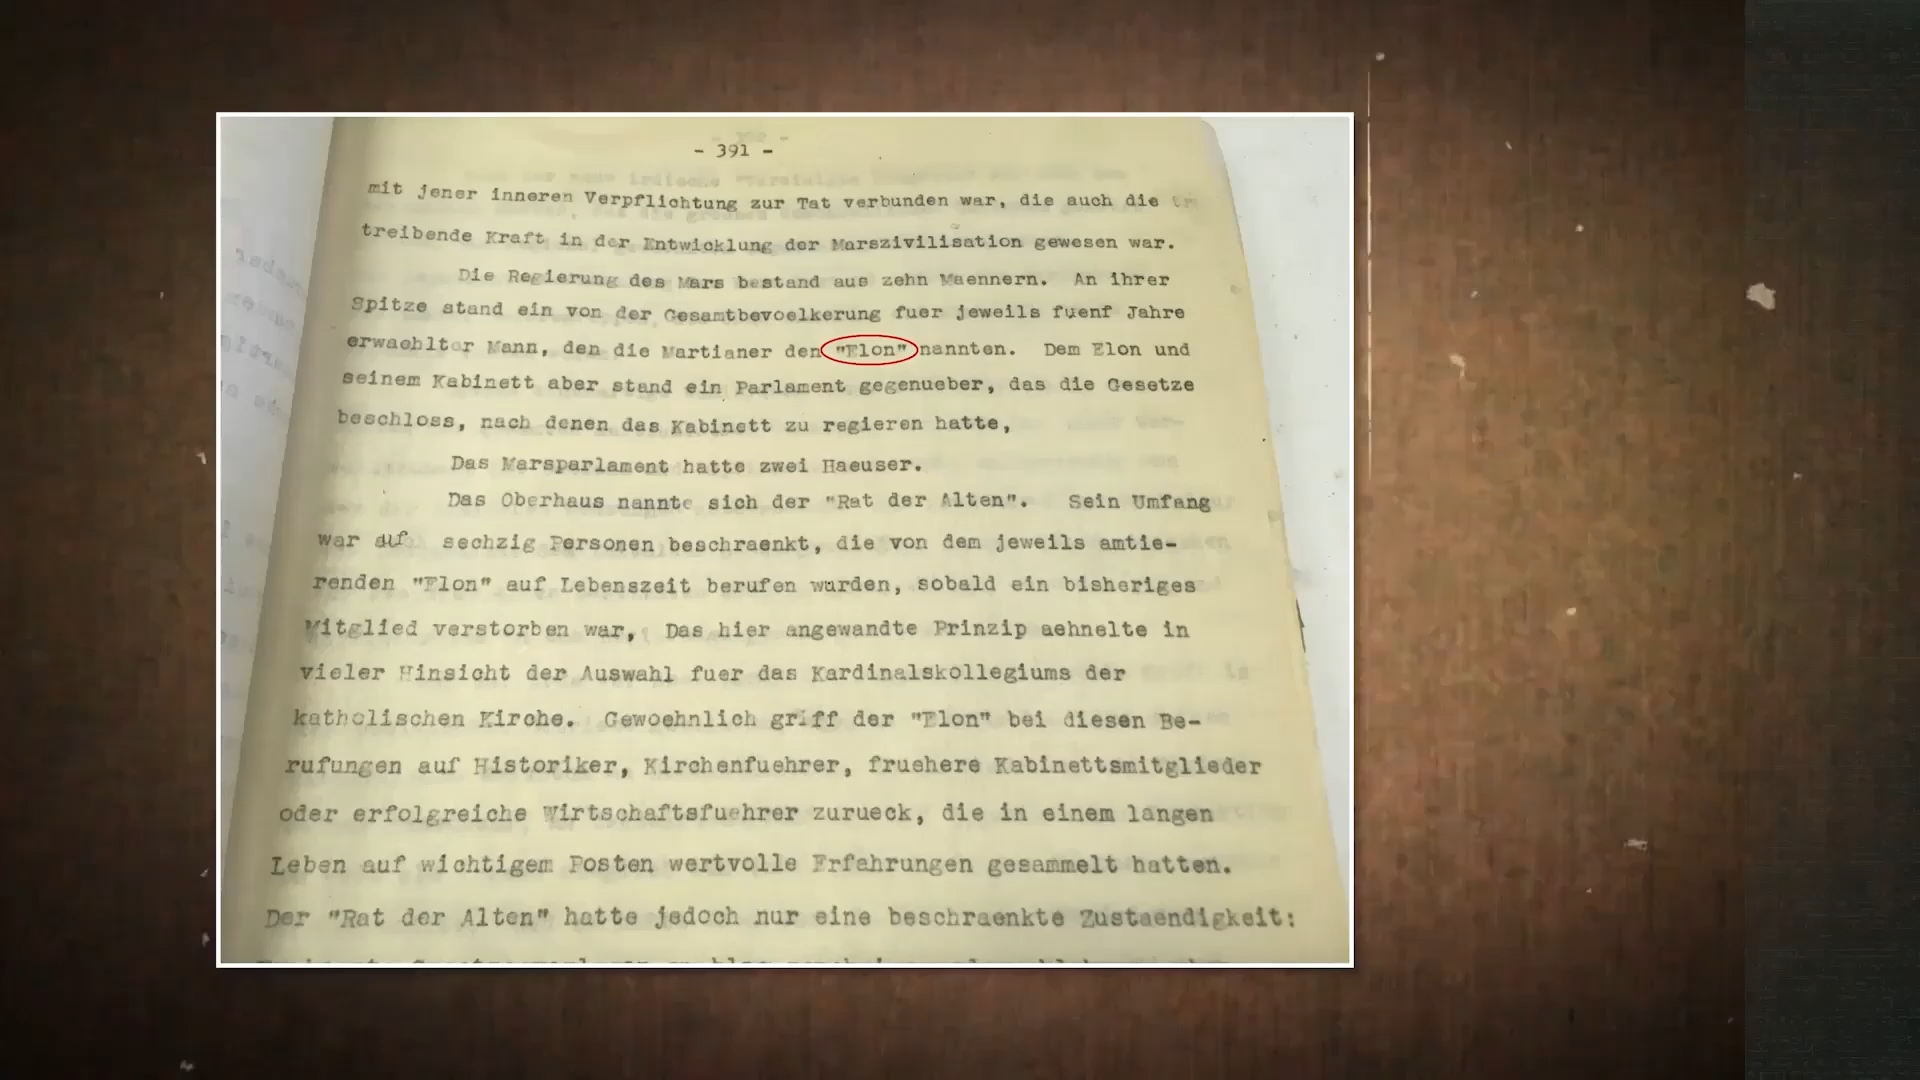 - 391 -
mit jener inneren Verpflichtung zur Tat verbunden war, die auch die
treibende Kraft in der Entwicklung der Marszivilisation gewesen war.
Die Regierung des Mars bestand aus zehn Maennern. An ihrer
Spitze stand ein von der Gesamtbevoelkerung fuer jeweils fuenf Jahre
erwaehlter Mann, den die Martianer den "Elon" nannten. Dem Elon und
seinem Kabinett aber stand ein Parlament gegenueber, das die Gesetze
beschloss, nach denen das Kabinett zu regieren hatte,
Das Marsparlament hatte zwei Haeuser.
Das Oberhaus nannte sich der "Rat der Alten". Sein Umfang
war auf sechzig Personen beschraenkt, die von dem jeweils amtie-
renden "Elon" auf Lebenszeit berufen wurden, sobald ein bisheriges
Mitglied verstorben war, Das hier angewandte Prinzip aehnelte in
vieler Hinsicht der Auswahl fuer das Kardinalskollegiums der
katholischen Kirche. Gewoehnlich griff der "Elon" bei diesen Be-
rufungen auf Historiker, Kirchenfuehrer, fruehere Kabinettsmitglieder
oder erfolgreiche Wirtschaftsfuehrer zurueck, die in einem langen
Leben auf wichtigem Posten wertvolle Erfahrungen gesammelt hatten.
Der "Rat der Alten" hatte jedoch nur eine beschraenkte Zustaendigkeit: